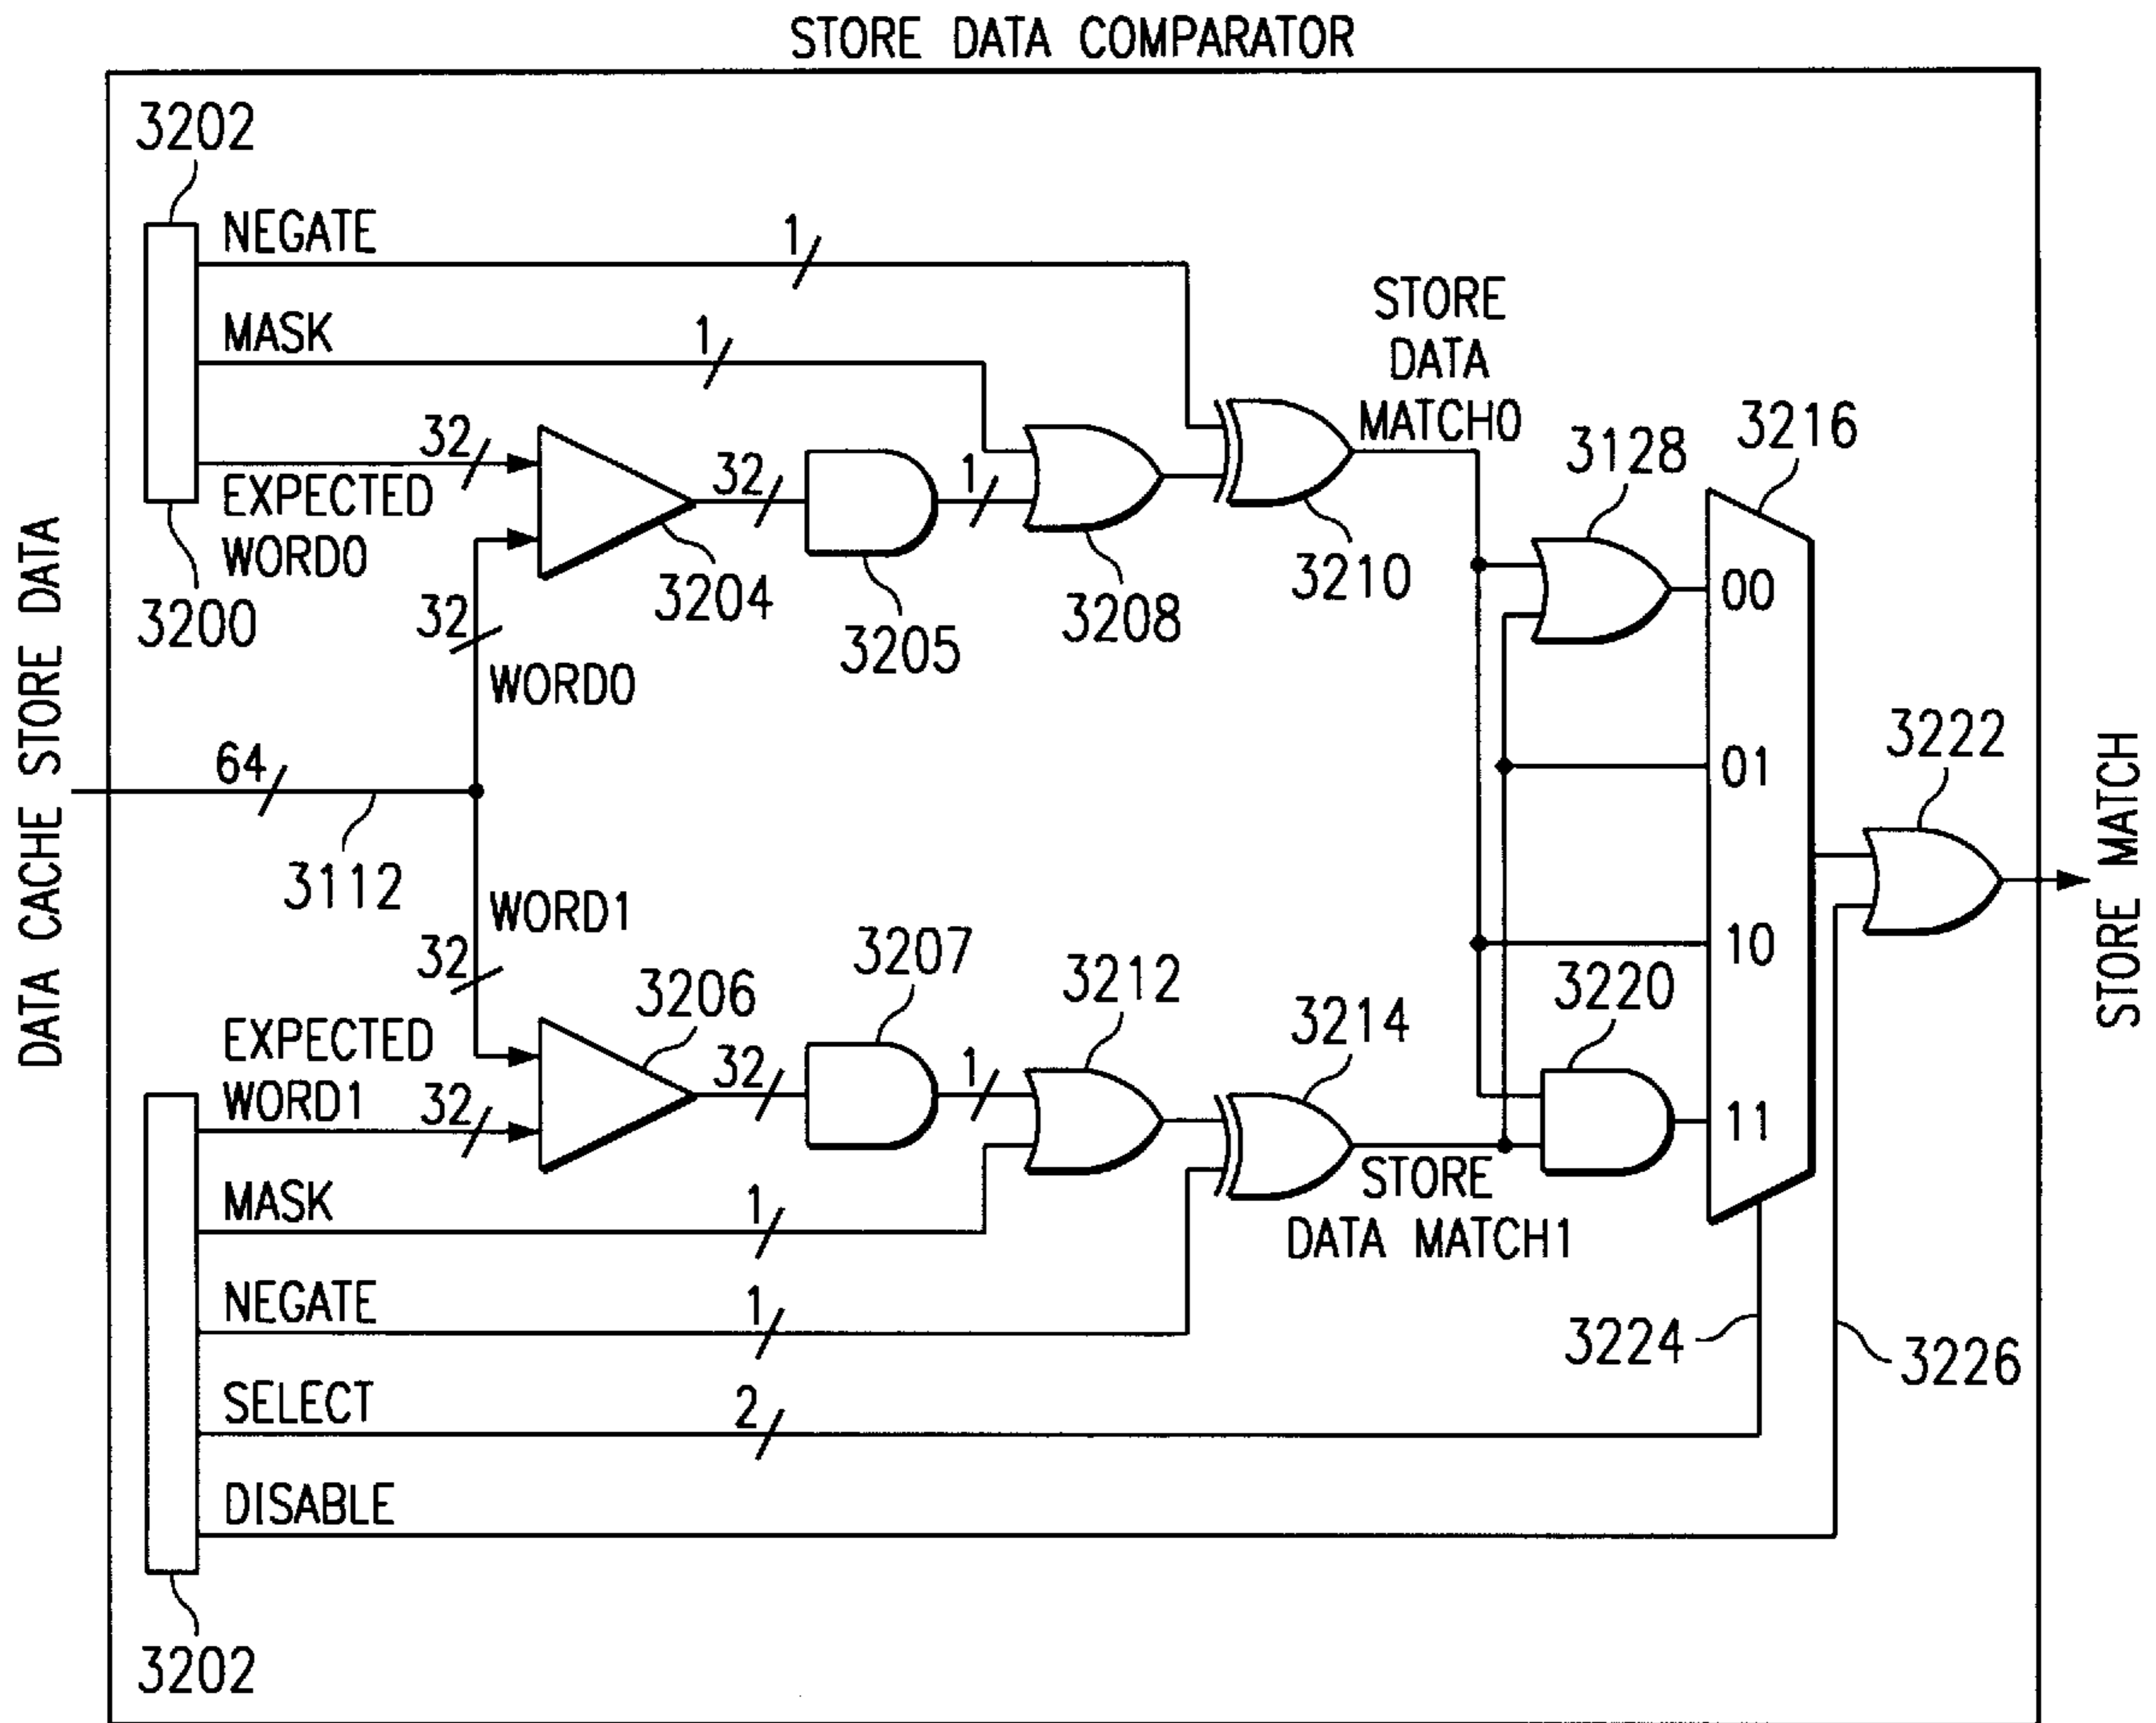 STORE DATA COMPARATOR
3202
NEGATE
1
MASK
1
STORE
DATA
MATCH0
32
EXPECTED
WORD0
3200
32
3204
32
3205
1
3208
3210
3128
3216
00
32
WORD0
DATA CACHE STORE DATA
64
3112
01
3222
STORE MATCH
WORD1
32
10
3206
3207
3212
3214
3220
EXPECTED
WORD1
32
32
1
11
STORE
DATA MATCH1
MASK
1
NEGATE
1
3224
3226
SELECT
2
DISABLE
3202